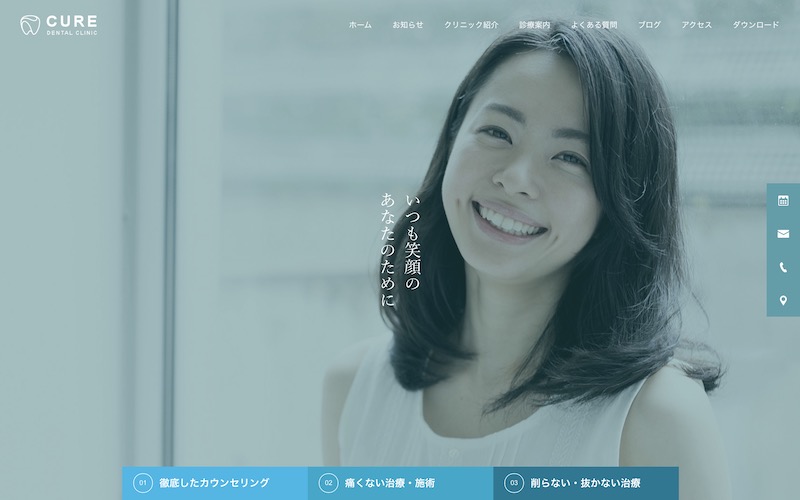 CURE
DENTAL CLINIC
ホーム お知らせ クリニック紹介 診療案内 よくある質問 ブログ アクセス ダウンロード
いつも笑顔の
あなたのために
01 徹底したカウンセリング 02 痛くない治療・施術 03 削らない・抜かない治療